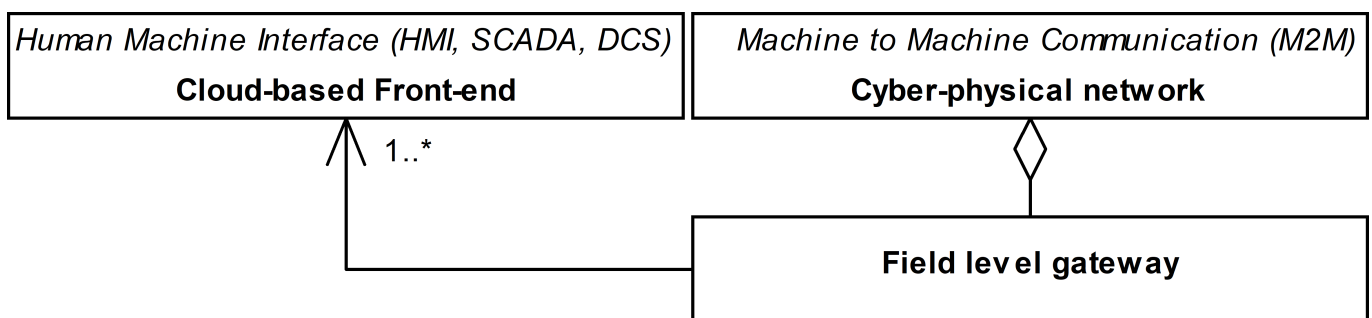 Human Machine Interface (HMI, SCADA, DCS)
Cloud-based Front-end
Machine to Machine Communication (M2M)
Cyber-physical network
1..*
Field level gateway